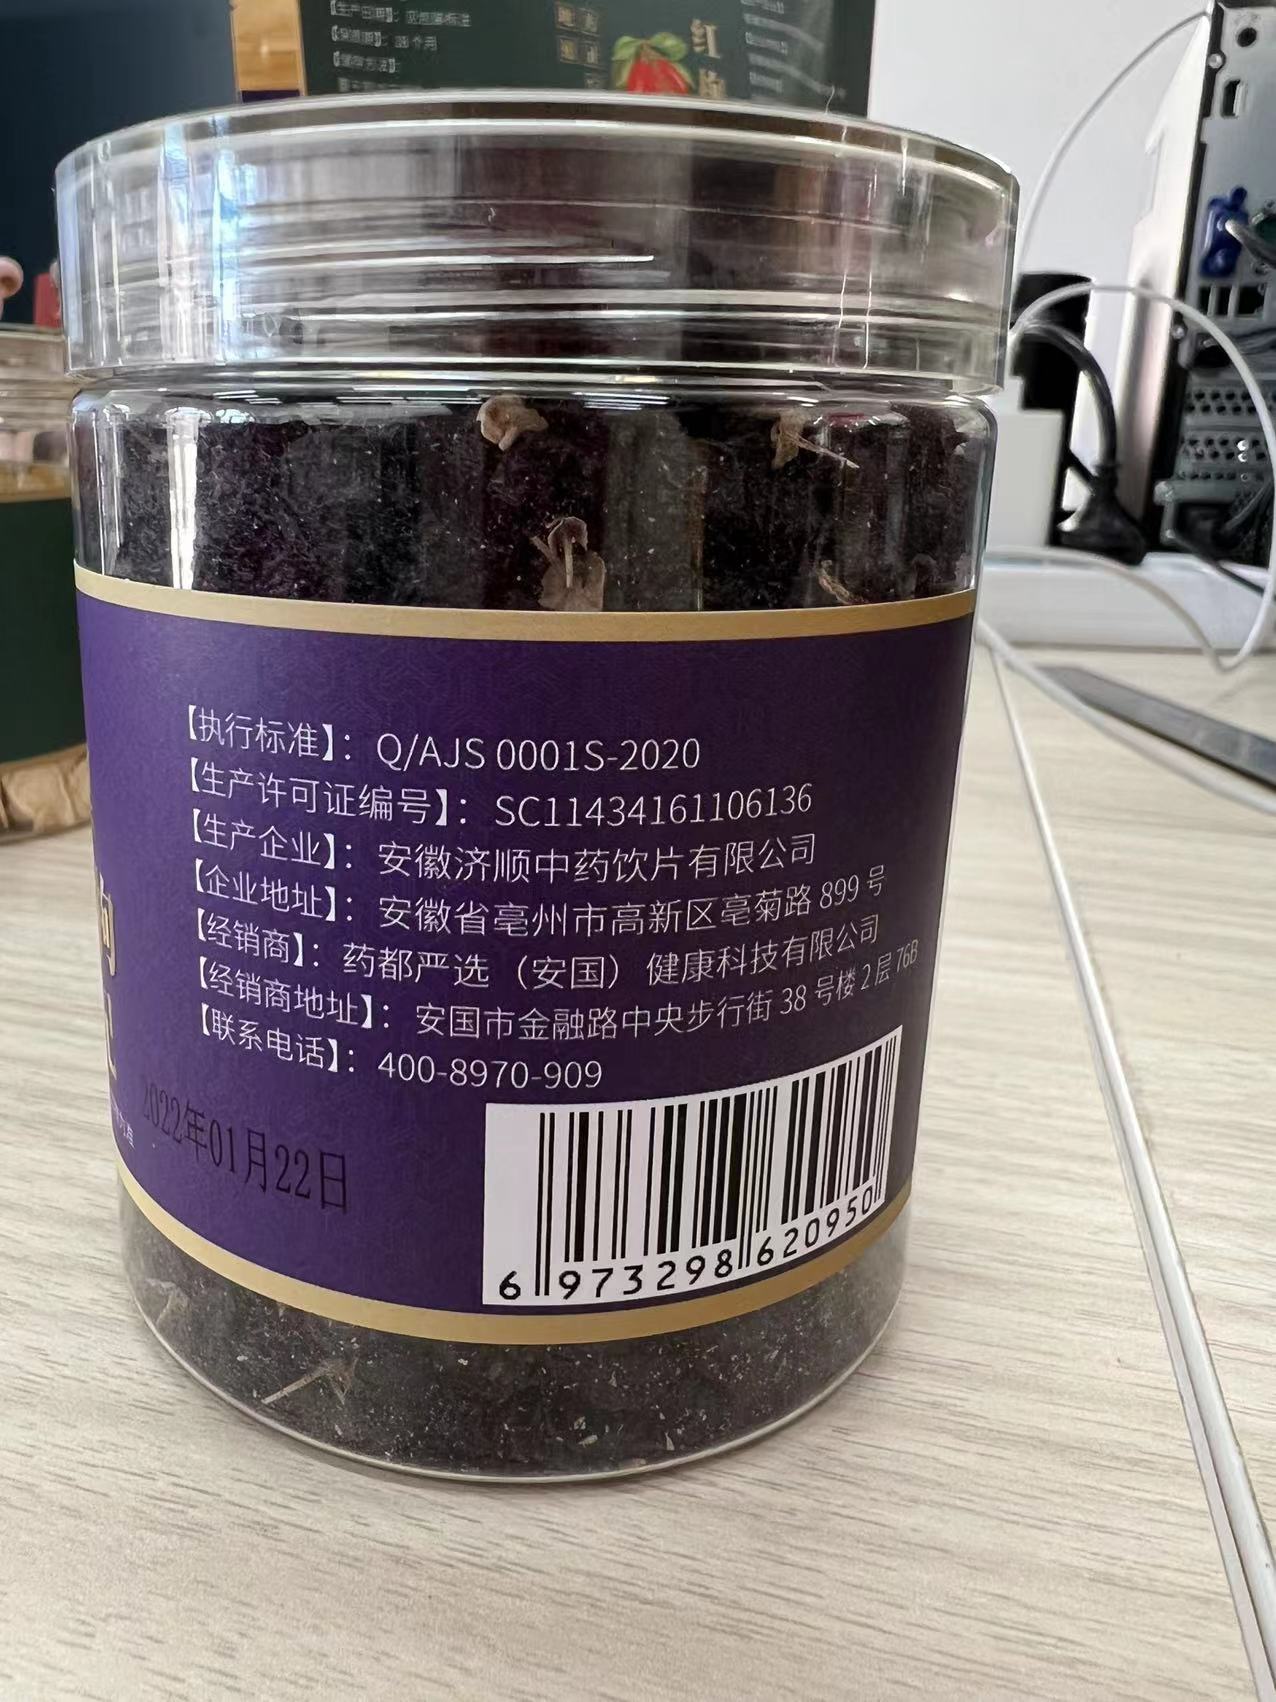 【执行标准】：Q/AJS 0001S-2020
【生产许可证编号】：SC11434161106136
【生产企业】：安徽济顺中药饮片有限公司
【企业地址】：安徽省亳州市高新区亳菊路 899 号
【经销商】：药都严选（安国）健康科技有限公司
【经销商地址】：安国市金融路中央步行街 38 号楼 2 层 76B
【联系电话】：400-8970-909
2022年01月22日
6 973298 620950